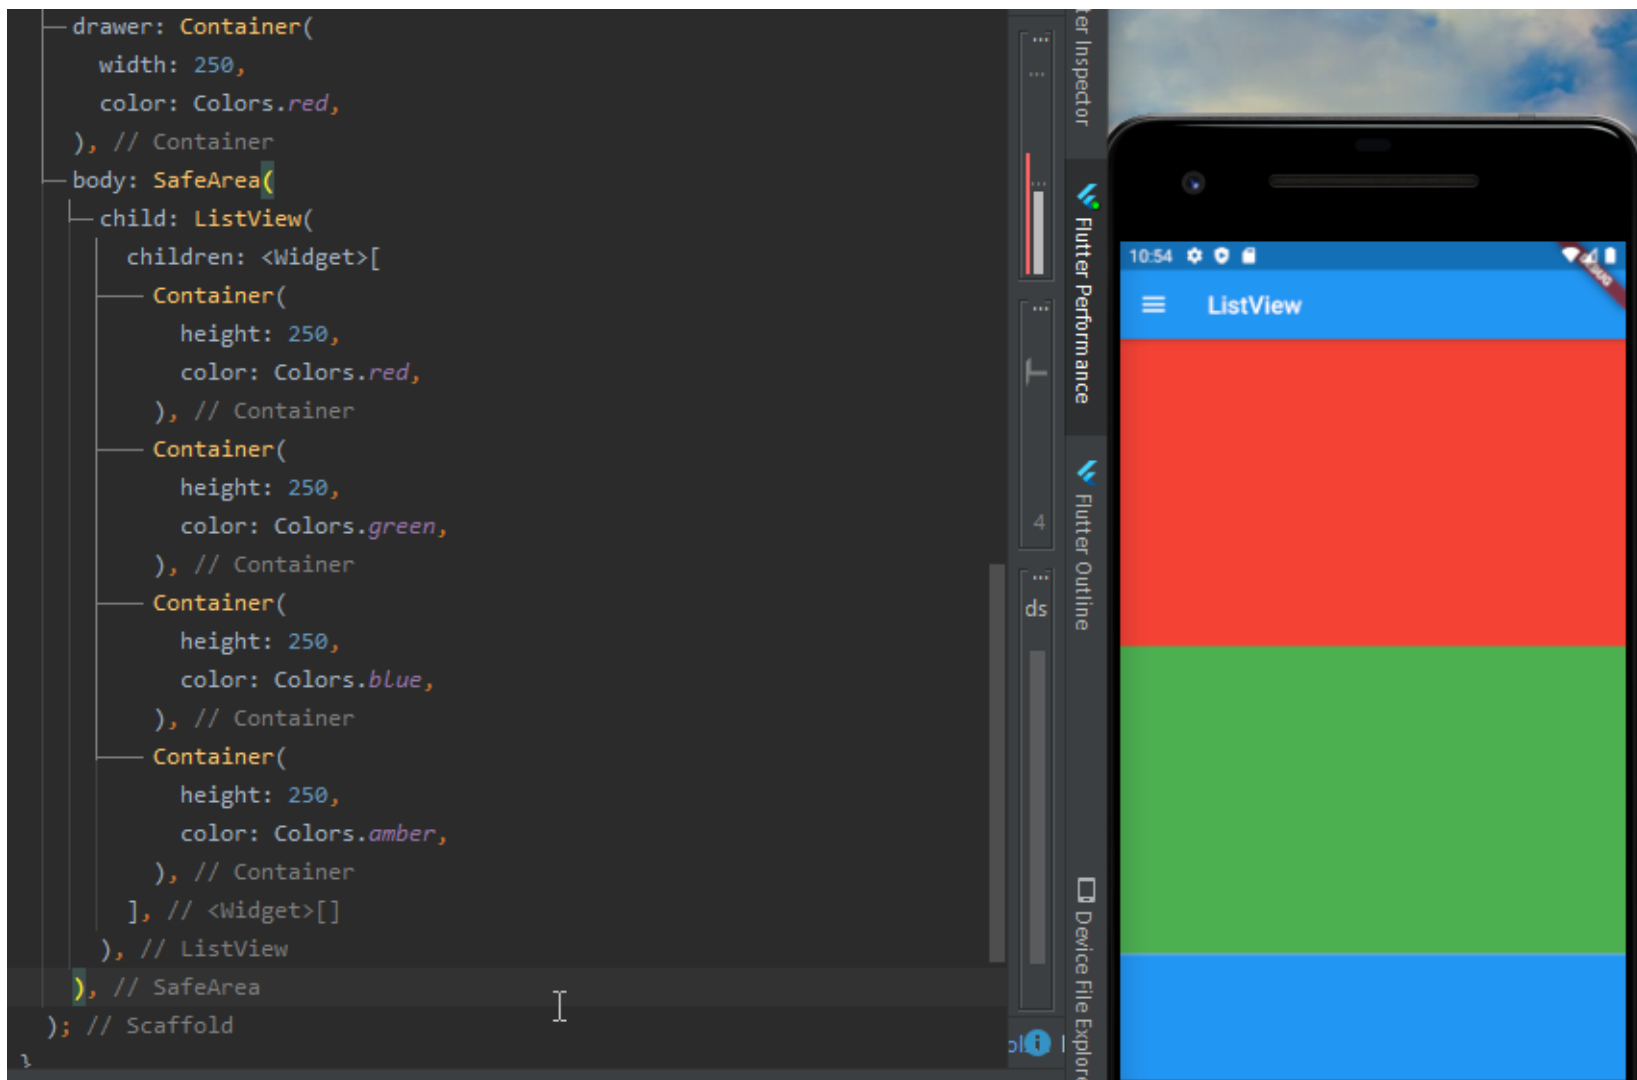 drawer: Container(
width: 250,
color: Colors.red,
), // Container
body: SafeArea(
child: ListView(
children: <Widget>[
Container(
height: 250,
color: Colors.red,
), // Container
Container(
height: 250,
color: Colors.green,
), // Container
Container(
height: 250,
color: Colors.blue,
), // Container
Container(
height: 250,
color: Colors.amber,
), // Container
], // <Widget>[]
), // ListView
), // SafeArea
); // Scaffold
}
...
...
...
...
4
...
ds
ter Inspector
Flutter Performance
Flutter Outline
Device File Explore
10:54
DEBUG
ListView